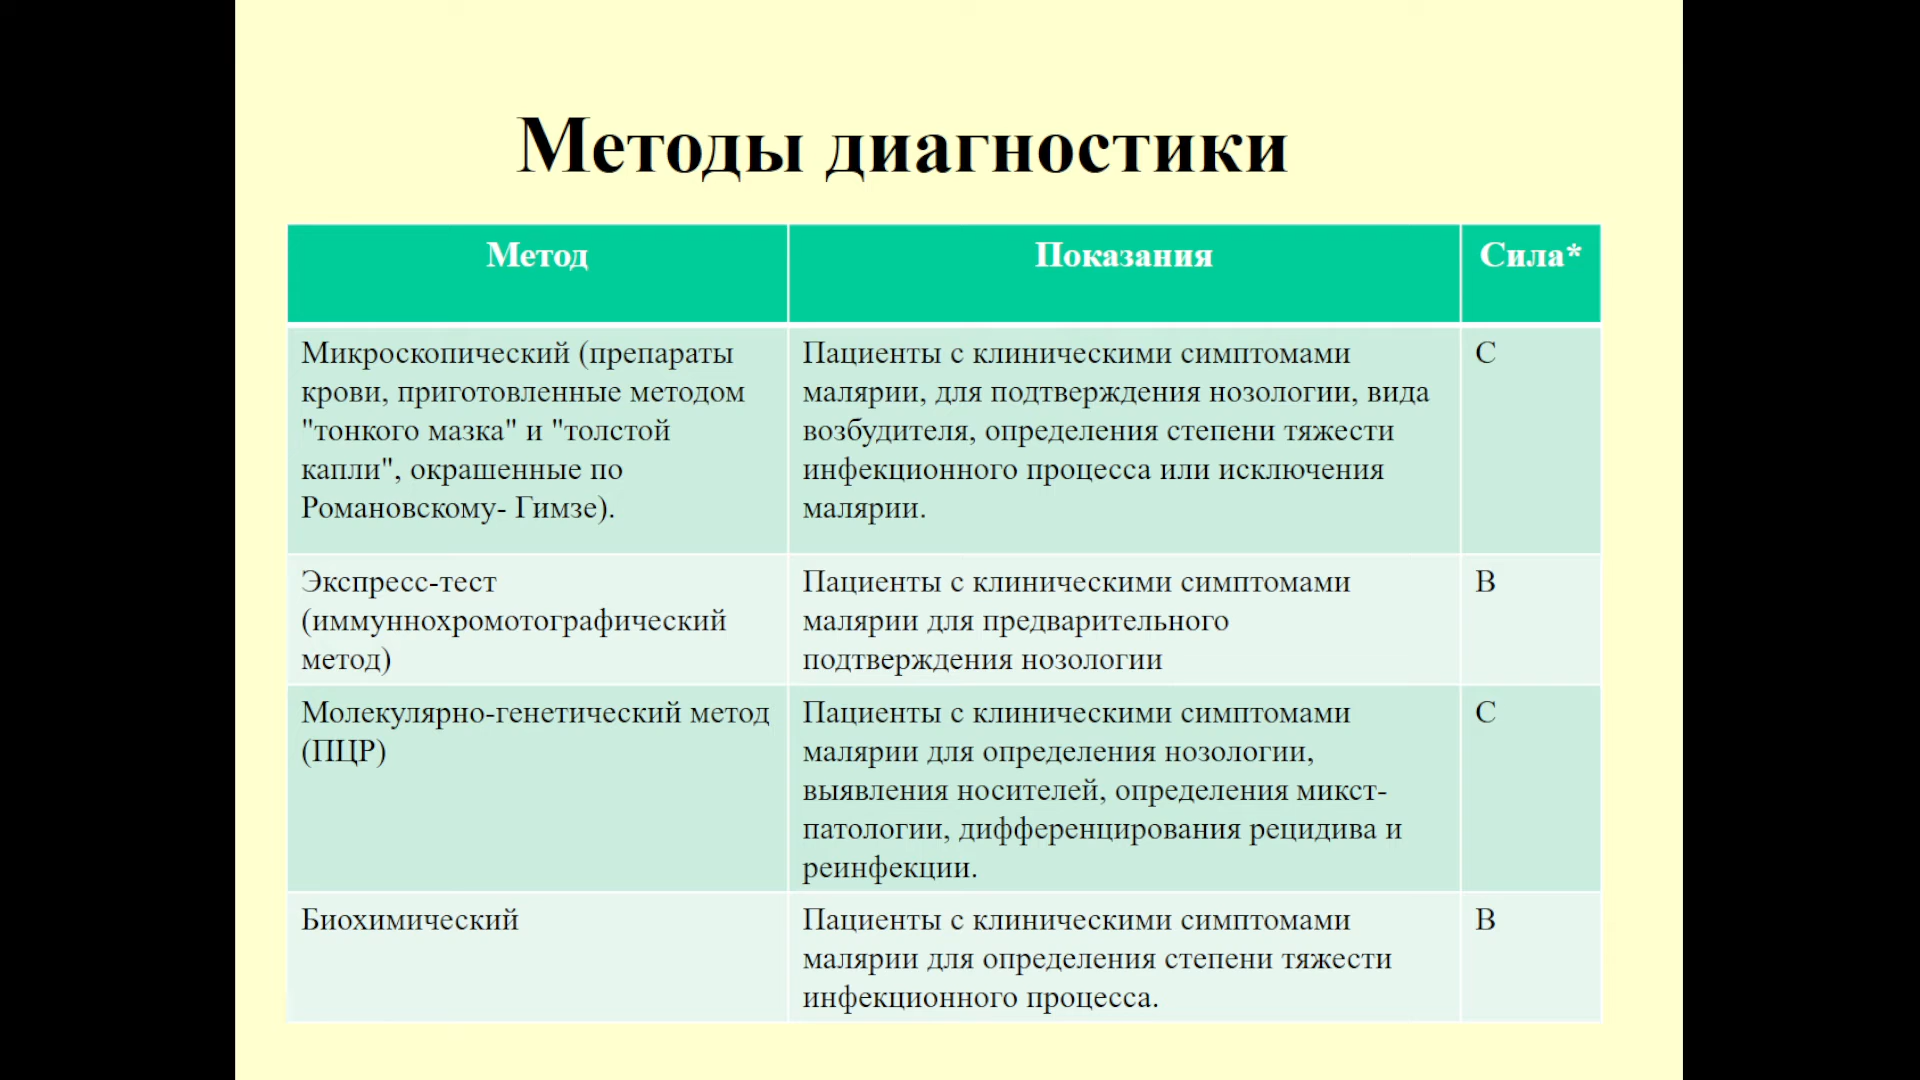 Методы диагностики
Метод
Показания
Сила*
Микроскопический (препараты
крови, приготовленные методом
"тонкого мазка" и "толстой
капли", окрашенные по
Романовскому- Гимзе).
Пациенты с клиническими симптомами
малярии, для подтверждения нозологии, вида
возбудителя, определения степени тяжести
инфекционного процесса или исключения
малярии.
С
Экспресс-тест
(иммуннохромотографический
метод)
Пациенты с клиническими симптомами
малярии для предварительного
подтверждения нозологии
В
Молекулярно-генетический метод
(ПЦР)
Пациенты с клиническими симптомами
малярии для определения нозологии,
выявления носителей, определения микст-
патологии, дифференцирования рецидива и
реинфекции.
С
Биохимический
Пациенты с клиническими симптомами
малярии для определения степени тяжести
инфекционного процесса.
В